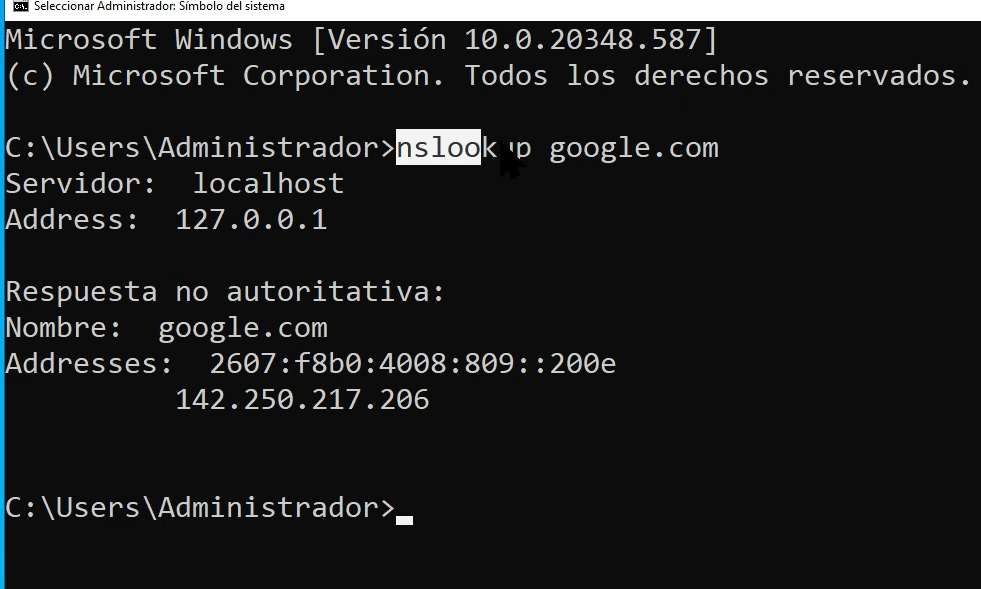 Seleccionar Administrador: Símbolo del sistema
Microsoft Windows [Versión 10.0.20348.587]
(c) Microsoft Corporation. Todos los derechos reservados.
C:\Users\Administrador>nslookup google.com
Servidor:  localhost
Address:  127.0.0.1
Respuesta no autoritativa:
Nombre:  google.com
Addresses:  2607:f8b0:4008:809::200e
          142.250.217.206
C:\Users\Administrador>